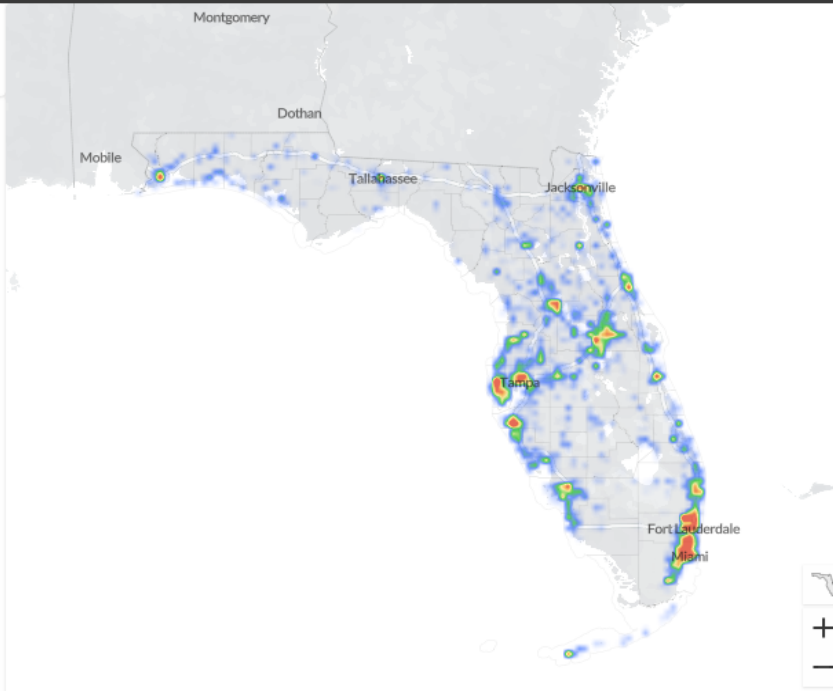 Montgomery
Dothan
Mobile
Tallahassee
Jacksonville
Tampa
Fort Lauderdale
Miami
+
−